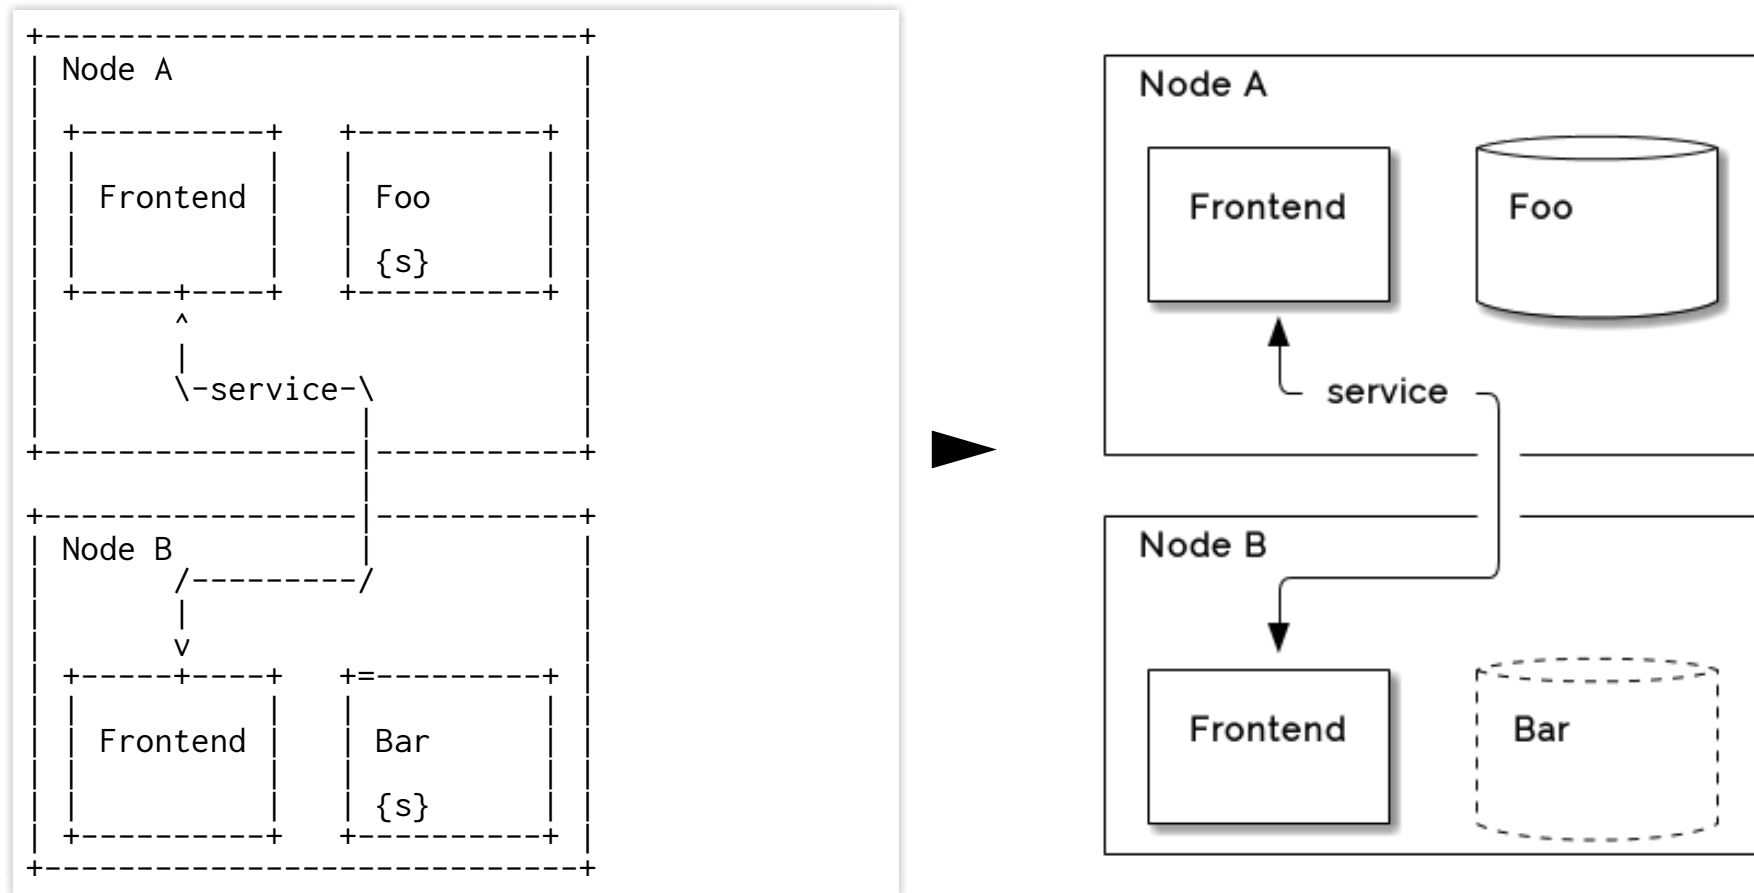 +-----------------------------+
| Node A                      |
|                             |
| +----------+   +----------+ |
| |          |   |          | |
| | Frontend |   | Foo      | |
| |          |   |          | |
| |          |   | {s}      | |
| +-----+----+   +----------+ |
|       ^                     |
|       |                     |
|       \-service-\           |
|                 |           |
+-----------------|-----------+
                  |
+-----------------|-----------+
| Node B          |           |
|       /---------/           |
|       |                     |
|       v                     |
| +-----+----+   +=---------+ |
| |          |   |          | |
| | Frontend |   | Bar      | |
| |          |   |          | |
| |          |   | {s}      | |
| +----------+   +----------+ |
+-----------------------------+
Node A
Frontend
Foo
service
Node B
Frontend
Bar